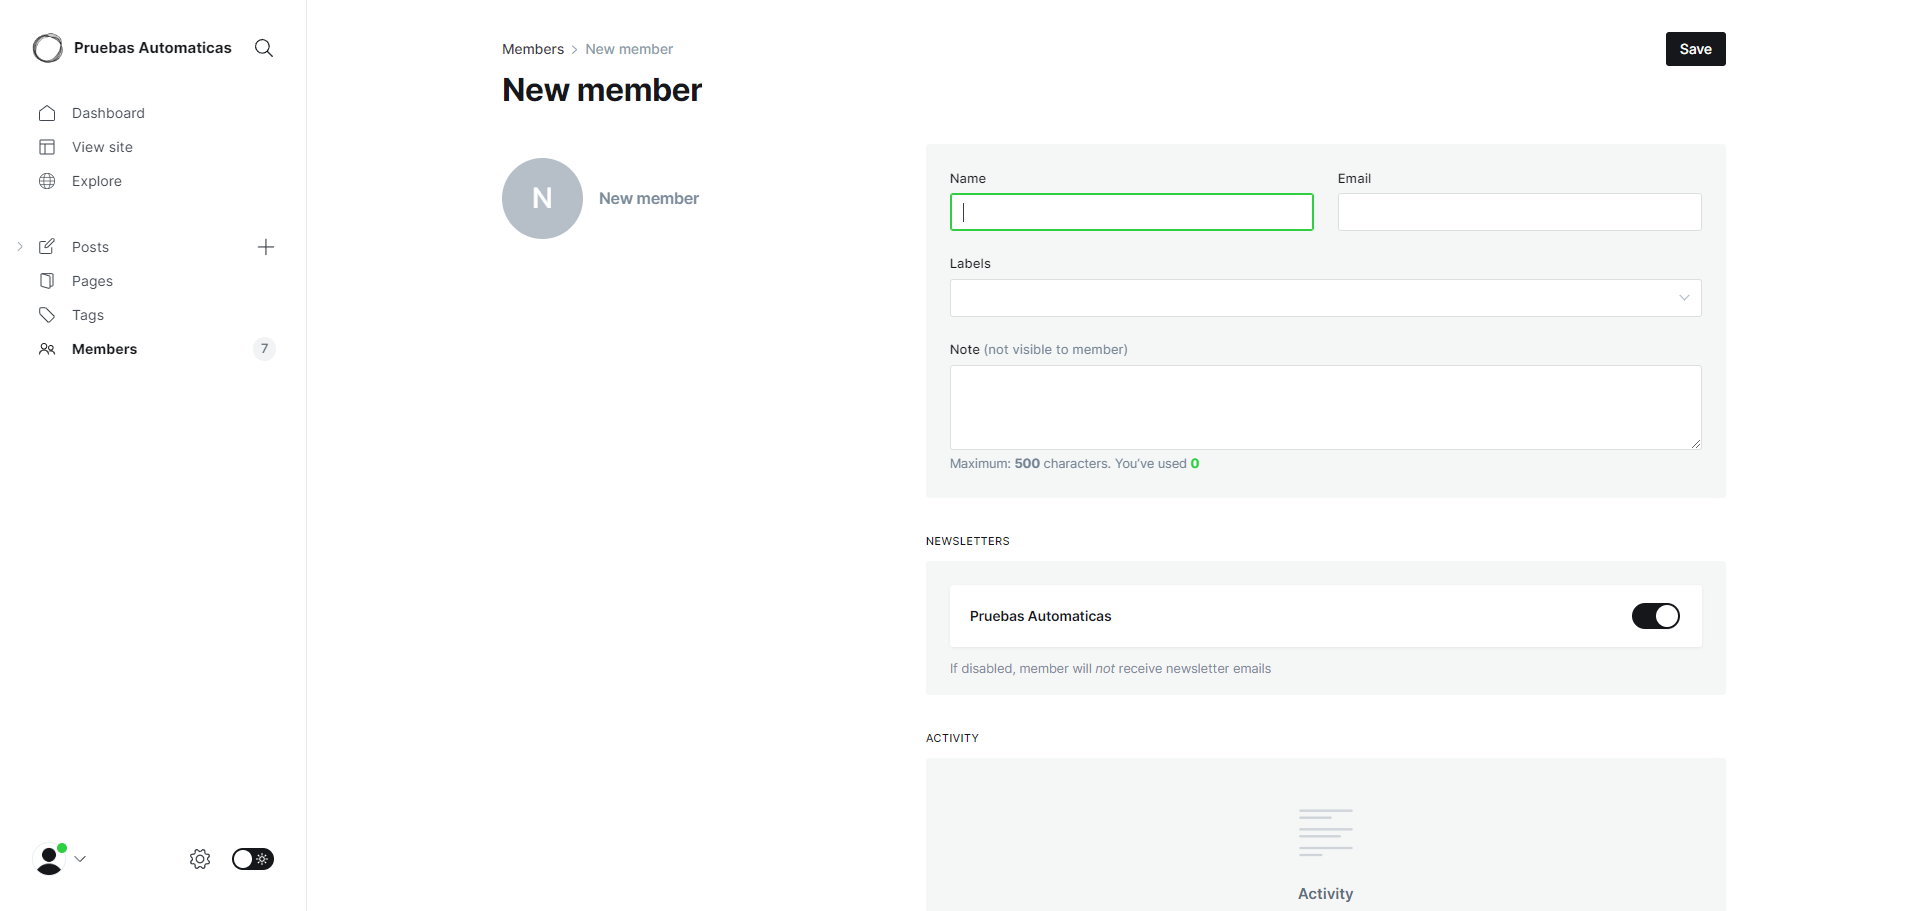 Pruebas Automaticas
Dashboard
View site
Explore
Posts
Pages
Tags
Members 7
Members > New member
Save
New member
N New member
Name
Email
Labels
Note (not visible to member)
Maximum: 500 characters. You’ve used 0
NEWSLETTERS
Pruebas Automaticas
If disabled, member will not receive newsletter emails
ACTIVITY
Activity